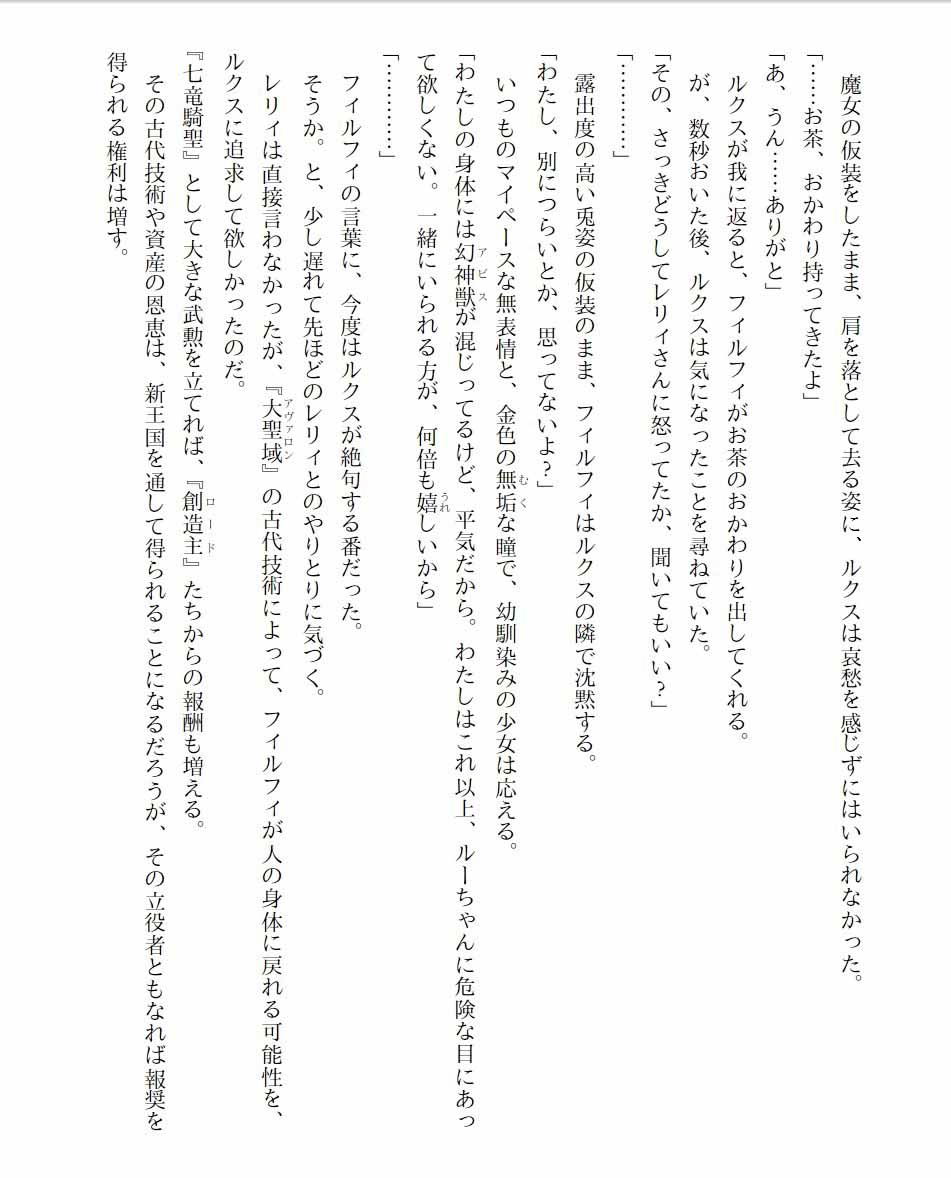 魔女の仮装をしたまま、肩を落として去る姿に、ルクスは哀愁を感じずにはいられなかった。
「……お茶、おかわり持ってきたよ」
「あ、うん……ありがと」
　ルクスが我に返ると、フィルフィがお茶のおかわりを出してくれる。
　が、数秒おいた後、ルクスは気になったことを尋ねていた。
「その、さっきどうしてレリィさんに怒ってたか、聞いてもいい？」
「…………」
　露出度の高い兎姿の仮装のまま、フィルフィはルクスの隣で沈黙する。
「わたし、別につらいとか、思ってないよ？」
　いつものマイペースな無表情と、金色の無垢な瞳で、幼馴染みの少女は応える。
「わたしの身体には幻神獣が混じってるけど、平気だから。わたしはこれ以上、ルーちゃんに危険な目にあっ
て欲しくない。一緒にいられる方が、何倍も嬉しいから」
「…………」
　フィルフィの言葉に、今度はルクスが絶句する番だった。
　そうか。と、少し遅れて先ほどのレリィとのやりとりに気づく。
　レリィは直接言わなかったが、『大聖域』の古代技術によって、フィルフィが人の身体に戻れる可能性を、
ルクスに追求して欲しかったのだ。
『七竜騎聖』として大きな武勲を立てれば、『創造主』たちからの報酬も増える。
　その古代技術や資産の恩恵は、新王国を通して得られることになるだろうが、その立役者ともなれば報奨を
得られる権利は増す。